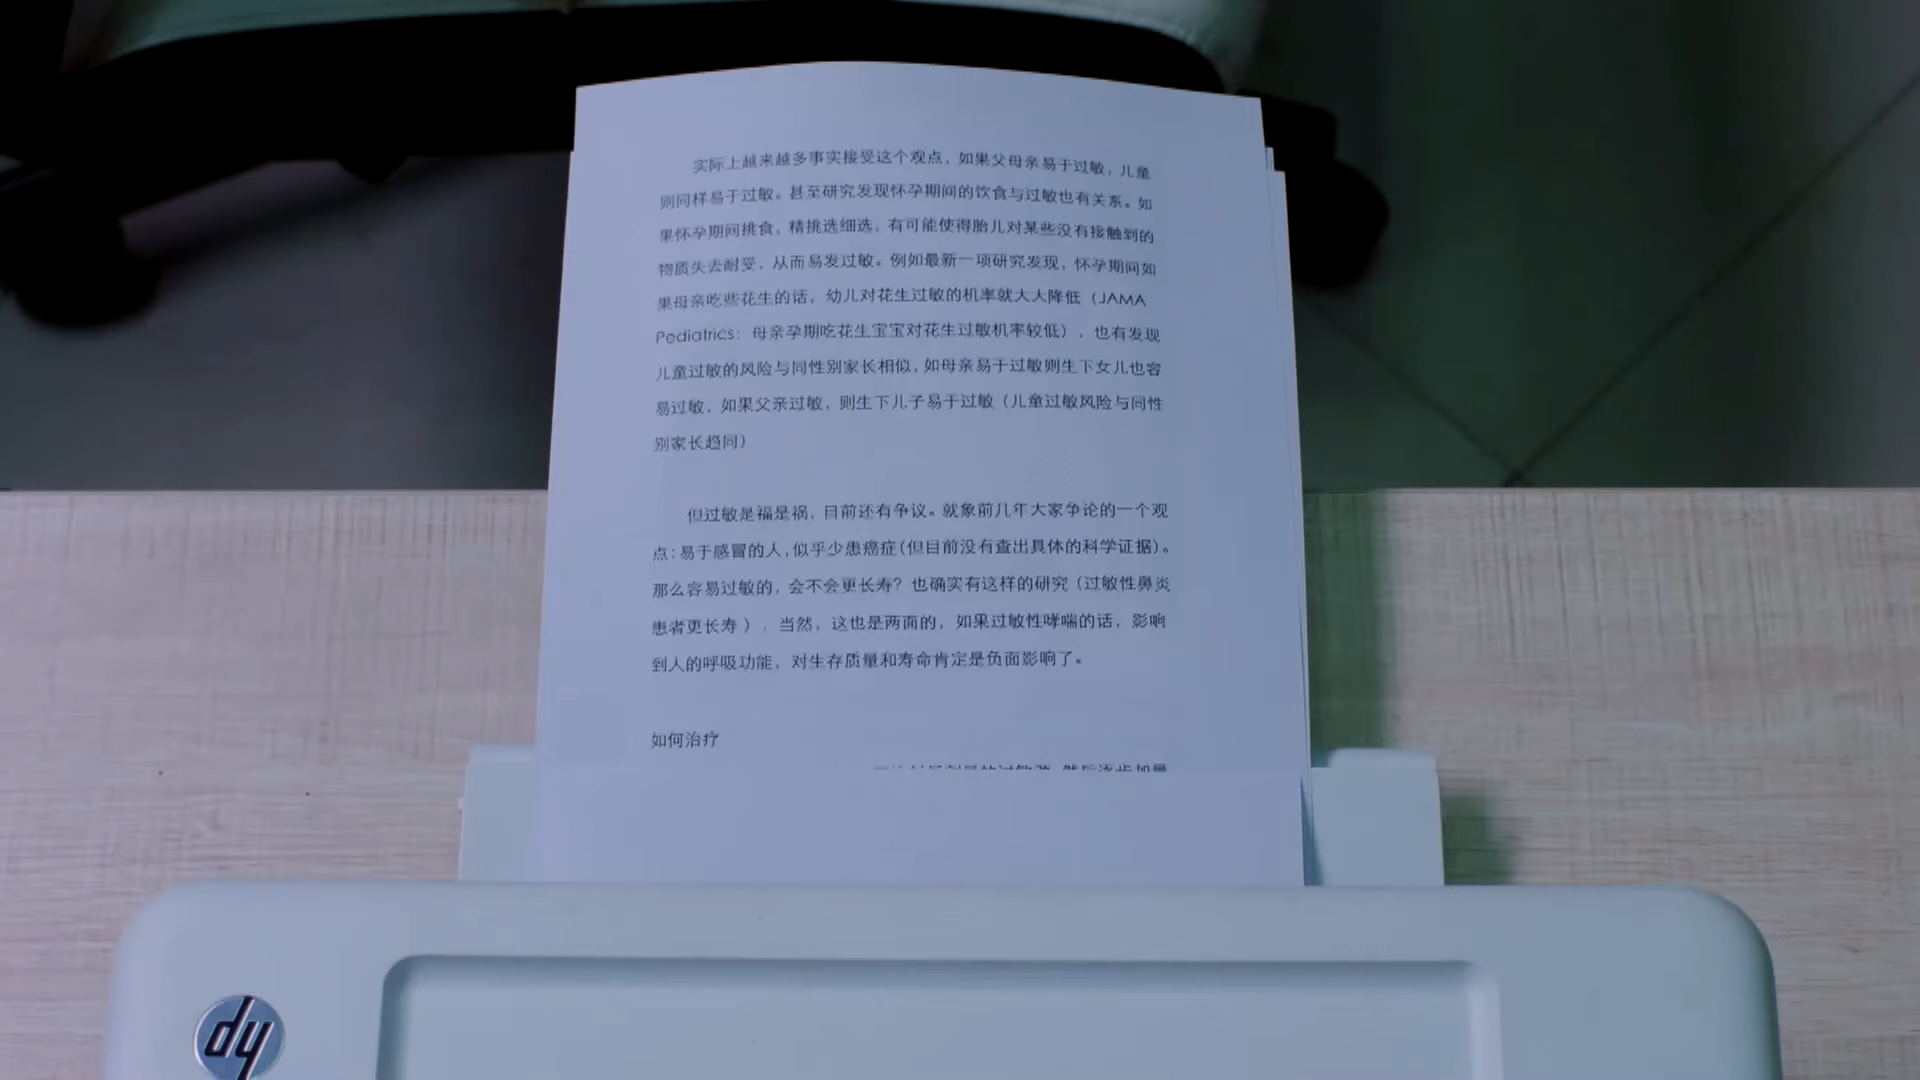 实际上越来越多事实接受这个观点，如果父母亲易于过敏，儿童
则同样易于过敏。甚至研究发现怀孕期间的饮食与过敏也有关系。如
果怀孕期间挑食，精挑选细选，有可能使得胎儿对某些没有接触到的
物质失去耐受，从而易发过敏。例如最新一项研究发现，怀孕期间如
果母亲吃些花生的话，幼儿对花生过敏的机率就大大降低（JAMA
Pediatrics：母亲孕期吃花生宝宝对花生过敏机率较低），也有发现
儿童过敏的风险与同性别家长相似，如母亲易于过敏则生下女儿也容
易过敏，如果父亲过敏，则生下儿子易于过敏（儿童过敏风险与同性
别家长趋同）
但过敏是福是祸，目前还有争议。就象前几年大家争论的一个观
点：易于感冒的人，似乎少患癌症（但目前没有查出具体的科学证据）。
那么容易过敏的，会不会更长寿？也确实有这样的研究（过敏性鼻炎
患者更长寿），当然，这也是两面的，如果过敏性哮喘的话，影响
到人的呼吸功能，对生存质量和寿命肯定是负面影响了。
如何治疗
的过敏源，然后逐步加量
hp